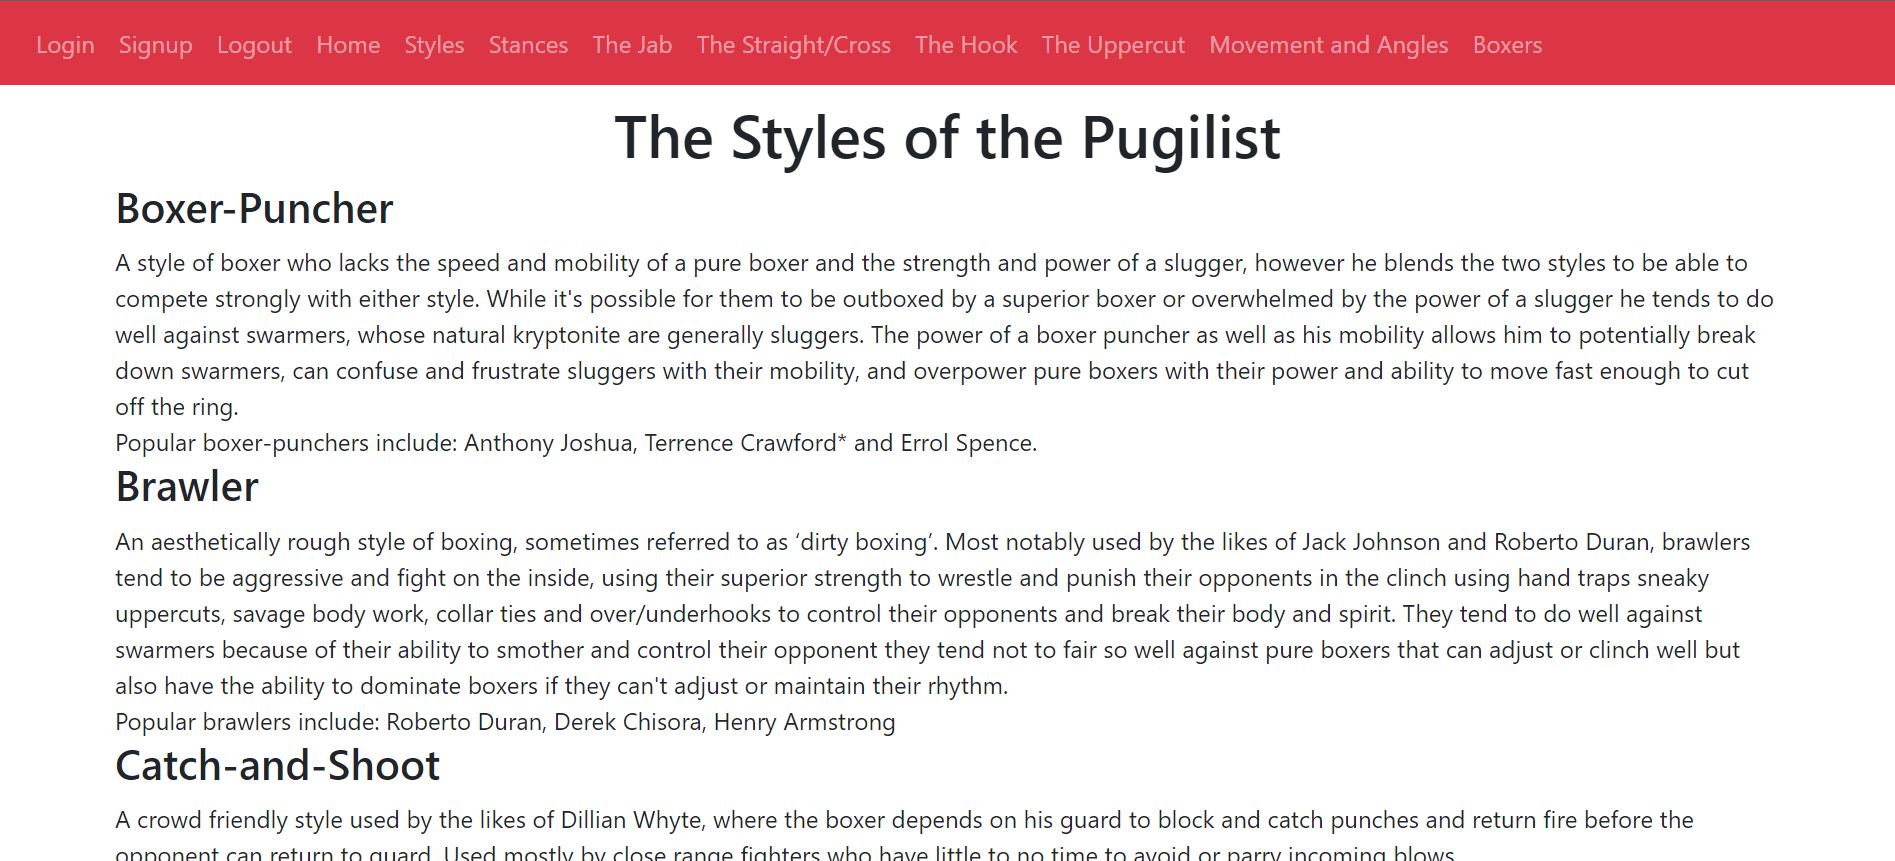 Login Signup Logout Home Styles Stances The Jab The Straight/Cross The Hook The Uppercut Movement and Angles Boxers
The Styles of the Pugilist
Boxer-Puncher
A style of boxer who lacks the speed and mobility of a pure boxer and the strength and power of a slugger, however he blends the two styles to be able to
compete strongly with either style. While it's possible for them to be outboxed by a superior boxer or overwhelmed by the power of a slugger he tends to do
well against swarmers, whose natural kryptonite are generally sluggers. The power of a boxer puncher as well as his mobility allows him to potentially break
down swarmers, can confuse and frustrate sluggers with their mobility, and overpower pure boxers with their power and ability to move fast enough to cut
off the ring.
Popular boxer-punchers include: Anthony Joshua, Terrence Crawford* and Errol Spence.
Brawler
An aesthetically rough style of boxing, sometimes referred to as ‘dirty boxing’. Most notably used by the likes of Jack Johnson and Roberto Duran, brawlers
tend to be aggressive and fight on the inside, using their superior strength to wrestle and punish their opponents in the clinch using hand traps sneaky
uppercuts, savage body work, collar ties and over/underhooks to control their opponents and break their body and spirit. They tend to do well against
swarmers because of their ability to smother and control their opponent they tend not to fair so well against pure boxers that can adjust or clinch well but
also have the ability to dominate boxers if they can't adjust or maintain their rhythm.
Popular brawlers include: Roberto Duran, Derek Chisora, Henry Armstrong
Catch-and-Shoot
A crowd friendly style used by the likes of Dillian Whyte, where the boxer depends on his guard to block and catch punches and return fire before the
opponent can return to guard. Used mostly by close range fighters who have little to no time to avoid or parry incoming blows.